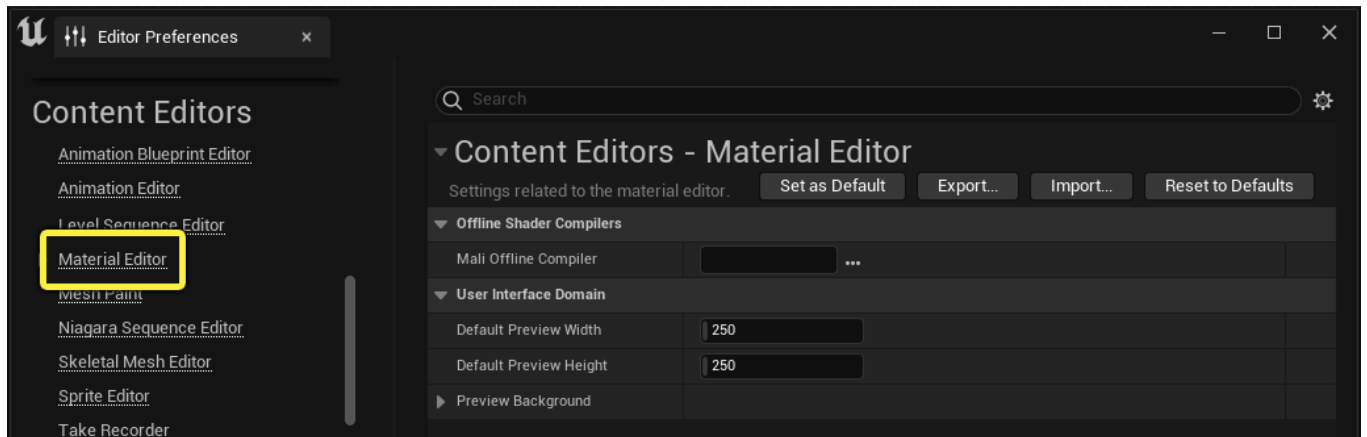 Editor Preferences
Content Editors
Animation Blueprint Editor
Animation Editor
Level Sequence Editor
Material Editor
Mesh Paint
Niagara Sequence Editor
Skeletal Mesh Editor
Sprite Editor
Take Recorder
Search
Content Editors - Material Editor
Settings related to the material editor. Set as Default Export... Import... Reset to Defaults
Offline Shader Compilers
Mali Offline Compiler ...
User Interface Domain
Default Preview Width 250
Default Preview Height 250
Preview Background